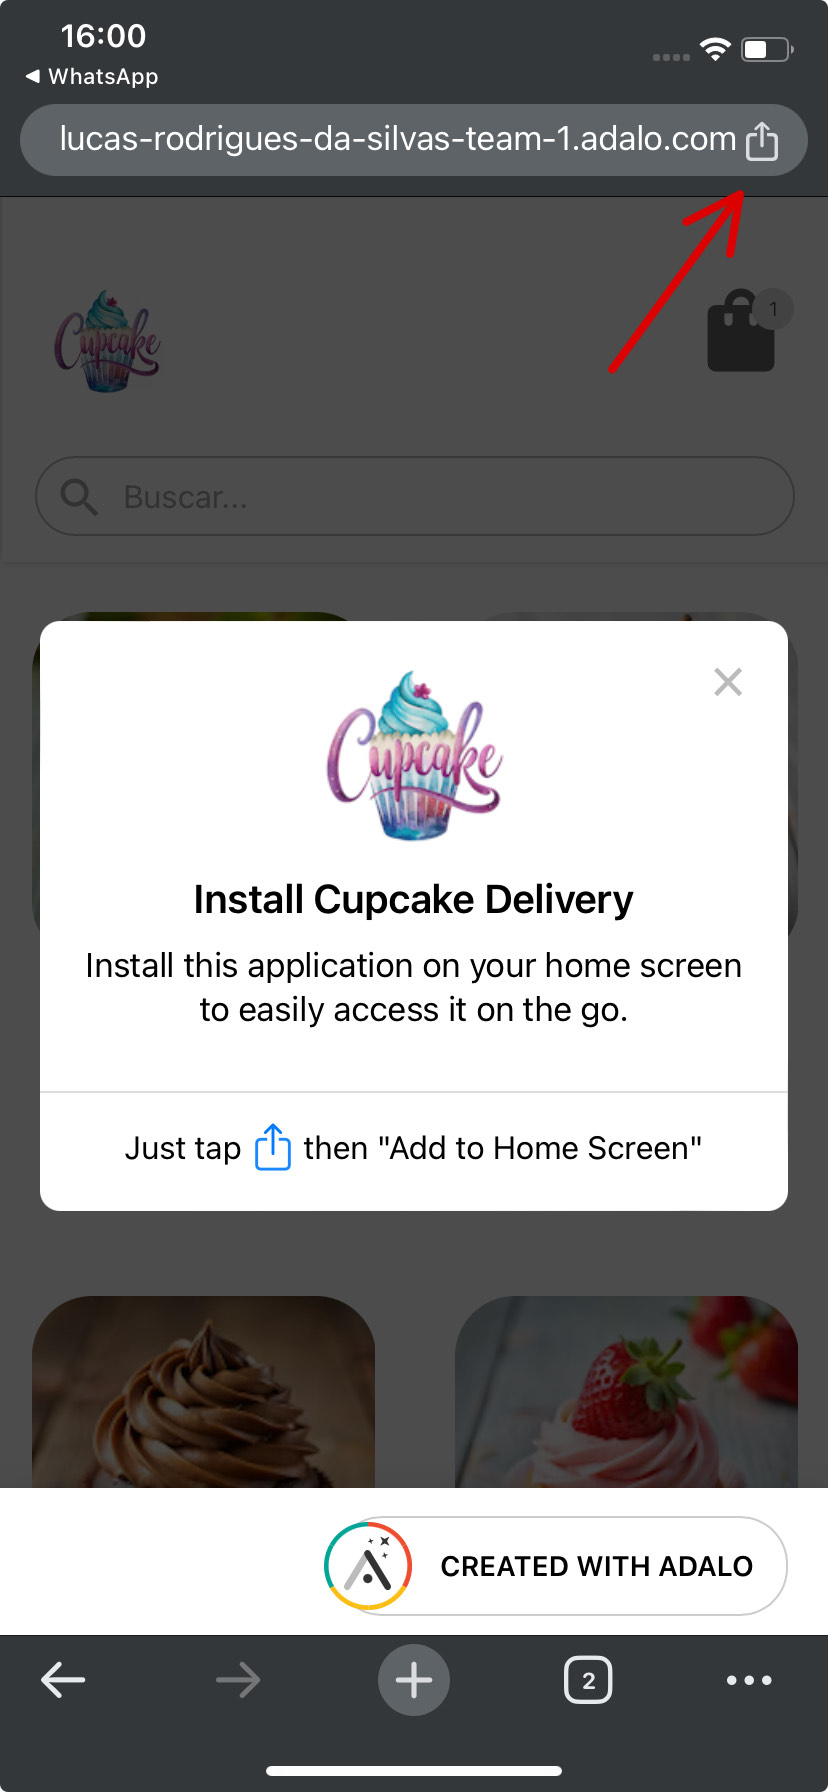 16:00
WhatsApp
lucas-rodrigues-da-silvas-team-1.adalo.com
Cupcake
1
Buscar...
Cupcake
Install Cupcake Delivery
Install this application on your home screen
to easily access it on the go.
Just tap then "Add to Home Screen"
CREATED WITH ADALO
2